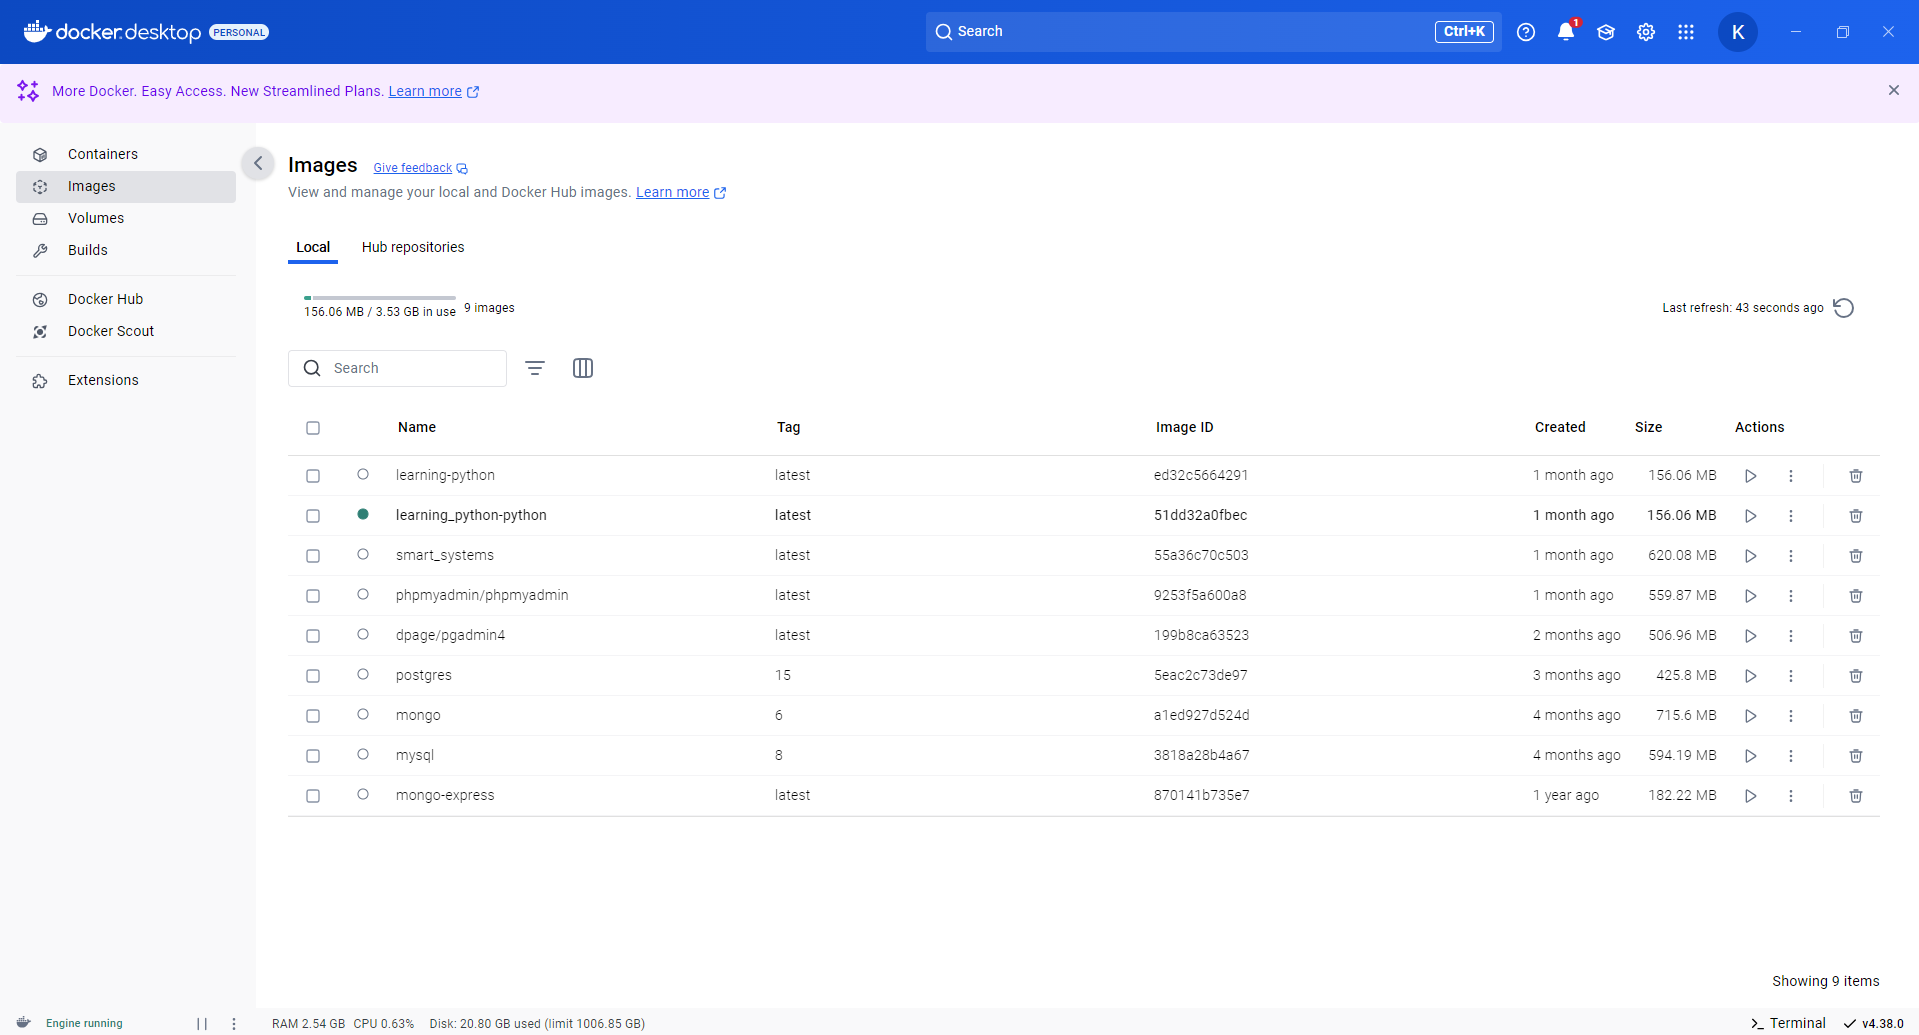 docker.desktop PERSONAL
Search Ctrl+K
1
K
More Docker. Easy Access. New Streamlined Plans. Learn more
Containers
Images
Volumes
Builds
Docker Hub
Docker Scout
Extensions
Images Give feedback
View and manage your local and Docker Hub images. Learn more
Local Hub repositories
156.06 MB / 3.53 GB in use 9 images
Last refresh: 43 seconds ago
Search
Name Tag Image ID Created Size Actions
learning-python latest ed32c5664291 1 month ago 156.06 MB
learning_python-python latest 51dd32a0fbec 1 month ago 156.06 MB
smart_systems latest 55a36c70c503 1 month ago 620.08 MB
phpmyadmin/phpmyadmin latest 9253f5a600a8 1 month ago 559.87 MB
dpage/pgadmin4 latest 199b8ca63523 2 months ago 506.96 MB
postgres 15 5eac2c73de97 3 months ago 425.8 MB
mongo 6 a1ed927d524d 4 months ago 715.6 MB
mysql 8 3818a28b4a67 4 months ago 594.19 MB
mongo-express latest 870141b735e7 1 year ago 182.22 MB
Showing 9 items
Engine running RAM 2.54 GB CPU 0.63% Disk: 20.80 GB used (limit 1006.85 GB) Terminal v4.38.0